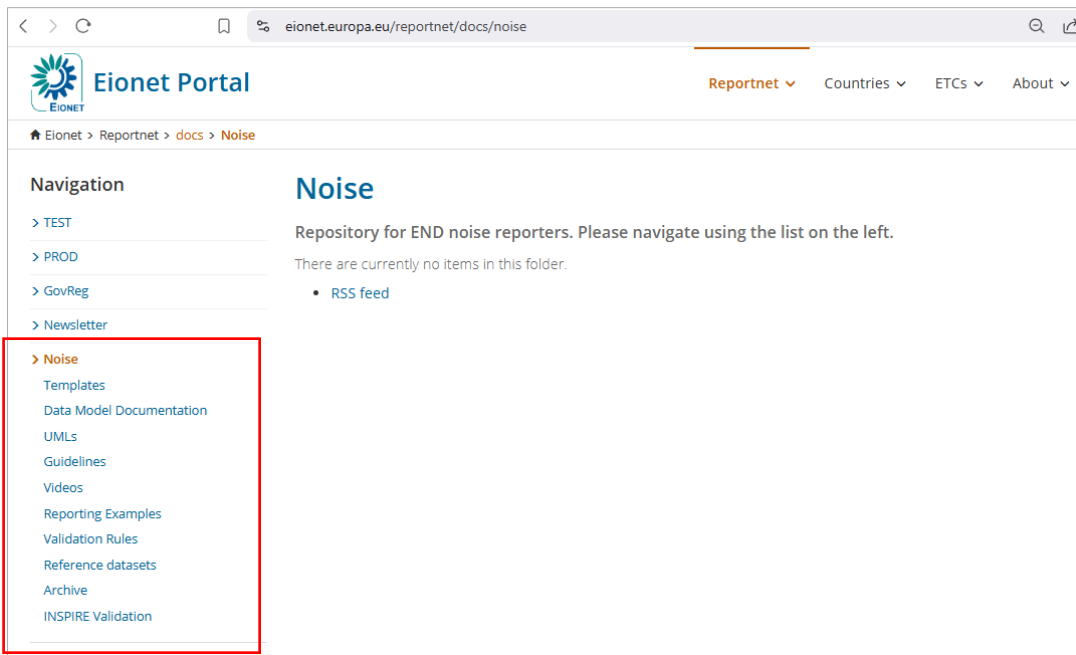 eionet.europa.eu/reportnet/docs/noise
EIONET
Eionet Portal
Reportnet Countries ETCs About
Eionet > Reportnet > docs > Noise
Navigation
> TEST
> PROD
> GovReg
> Newsletter
> Noise
Templates
Data Model Documentation
UMLs
Guidelines
Videos
Reporting Examples
Validation Rules
Reference datasets
Archive
INSPIRE Validation
Noise
Repository for END noise reporters. Please navigate using the list on the left.
There are currently no items in this folder.
• RSS feed